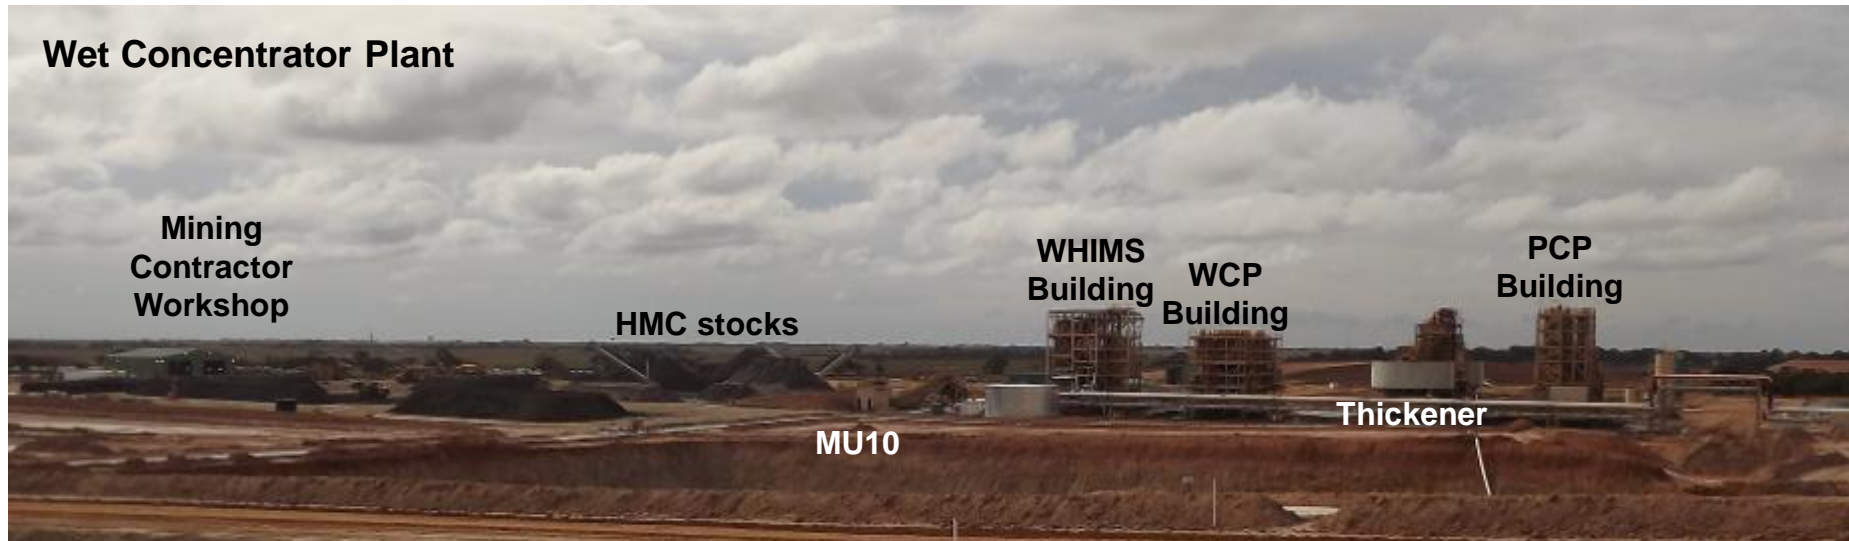 Wet Concentrator Plant
Mining
Contractor
Workshop
HMC stocks
WHIMS
Building
WCP
Building
PCP
Building
Thickener
MU10